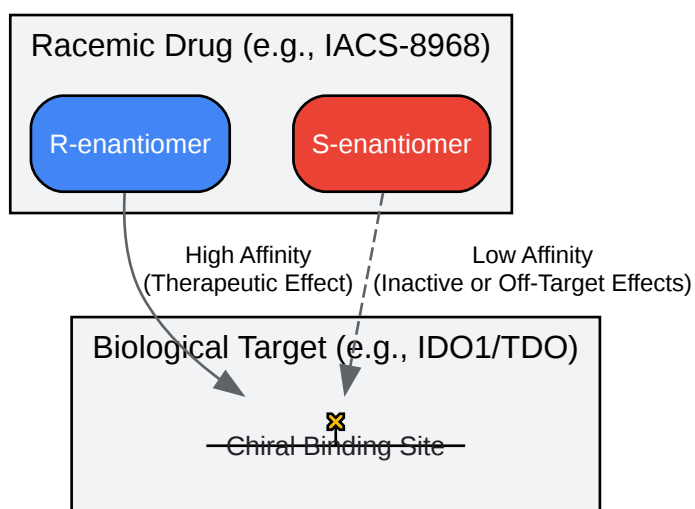 Racemic Drug (e.g., IACS-8968)
R-enantiomer
S-enantiomer
High Affinity
(Therapeutic Effect)
Low Affinity
(Inactive or Off-Target Effects)
Biological Target (e.g., IDO1/TDO)
Chiral Binding Site